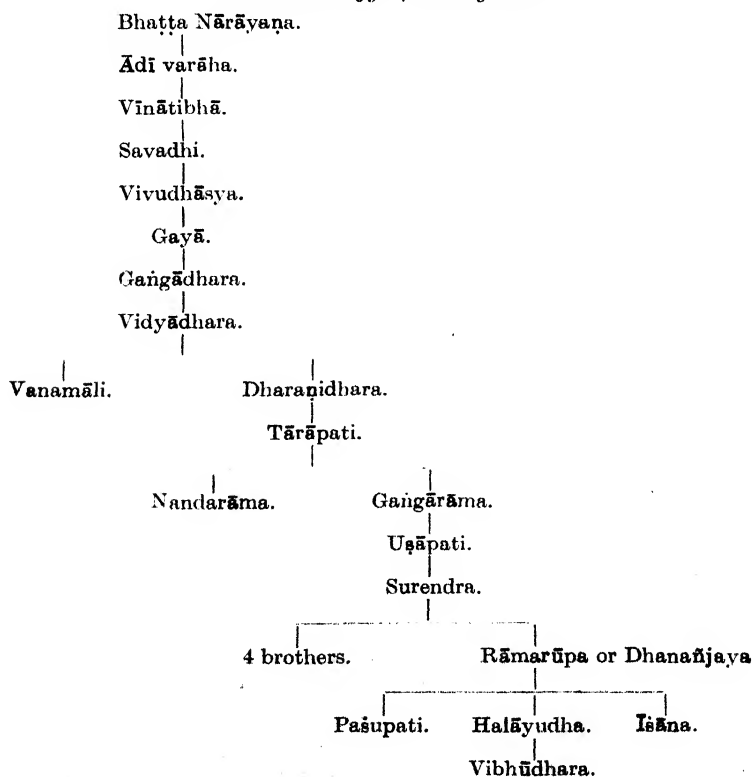 Bhaṭṭa Nārāyaṇa.
Ādī varāha.
Vīnātibhā.
Savadhi.
Vivudhāsya.
Gayā.
Gaṅgādhara.
Vidyādhara.
Vanamāli. Dharaṇidhara.
Tārāpati.
Nandarāma. Gaṅgārāma.
Uṣāpati.
Surendra.
4 brothers. Rāmarūpa or Dhanañjaya
Paśupati. Halāyudha. Īśāna.
Vibhūdhara.